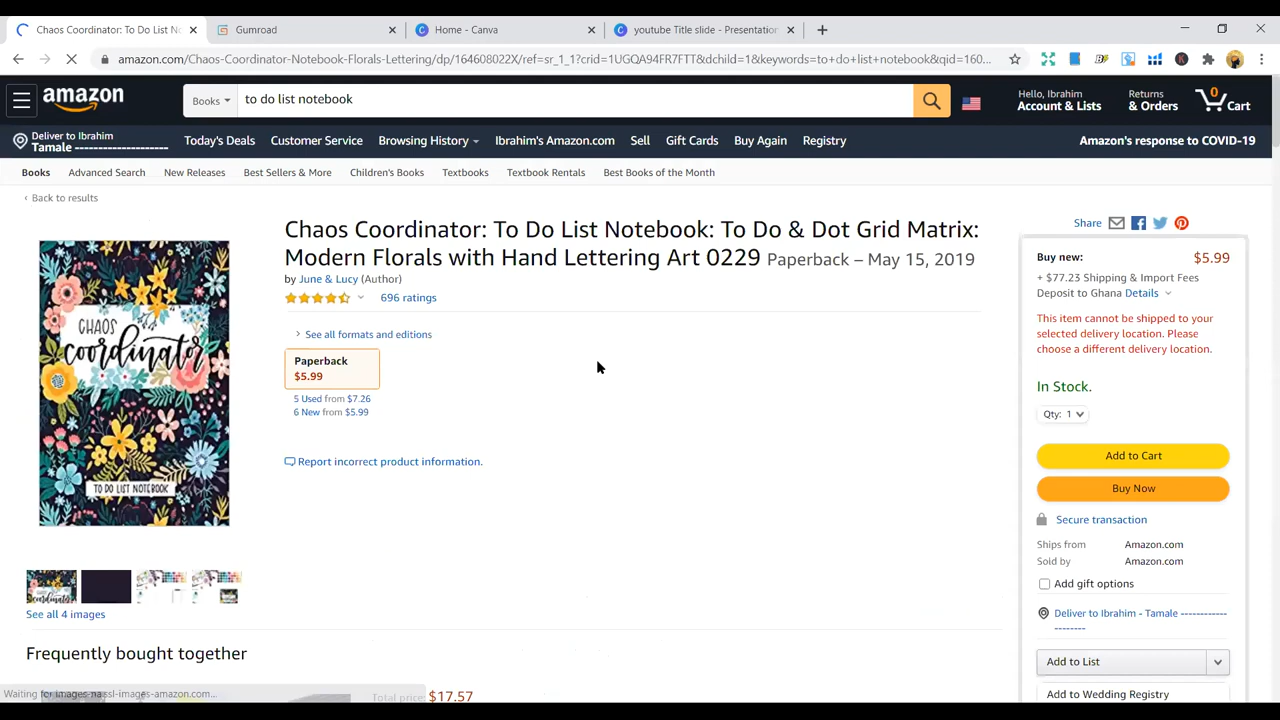 Chaos Coordinator: To Do List No
Gumroad
Home - Canva
youtube Title slide - Presentation
amazon.com/Chaos-Coordinator-Notebook-Florals-Lettering/dp/164608022X/ref=sr_1_1?crid=1UGQA94FR7FTT&dchild=1&keywords=to+do+list+notebook&qid=160...
amazon
Books
to do list notebook
Hello, Ibrahim
Account & Lists
Returns
& Orders
0
Cart
Deliver to Ibrahim
Tamale --------------------
Today's Deals
Customer Service
Browsing History
Ibrahim's Amazon.com
Sell
Gift Cards
Buy Again
Registry
Amazon's response to COVID-19
Books
Advanced Search
New Releases
Best Sellers & More
Children's Books
Textbooks
Textbook Rentals
Best Books of the Month
‹ Back to results
Chaos Coordinator: To Do List Notebook: To Do & Dot Grid Matrix:
Modern Florals with Hand Lettering Art 0229 Paperback – May 15, 2019
by June & Lucy (Author)
696 ratings
See all formats and editions
Paperback
$5.99
5 Used from $7.26
6 New from $5.99
Report incorrect product information.
CHAOS
coordinator
TO DO LIST NOTEBOOK
See all 4 images
Frequently bought together
Total price: $17.57
Waiting for images-na.ssl-images-amazon.com...
Share
Buy new: $5.99
+ $77.23 Shipping & Import Fees
Deposit to Ghana Details
This item cannot be shipped to your
selected delivery location. Please
choose a different delivery location.
In Stock.
Qty: 1
Add to Cart
Buy Now
Secure transaction
Ships from Amazon.com
Sold by Amazon.com
Add gift options
Deliver to Ibrahim - Tamale ------------
--------
Add to List
Add to Wedding Registry